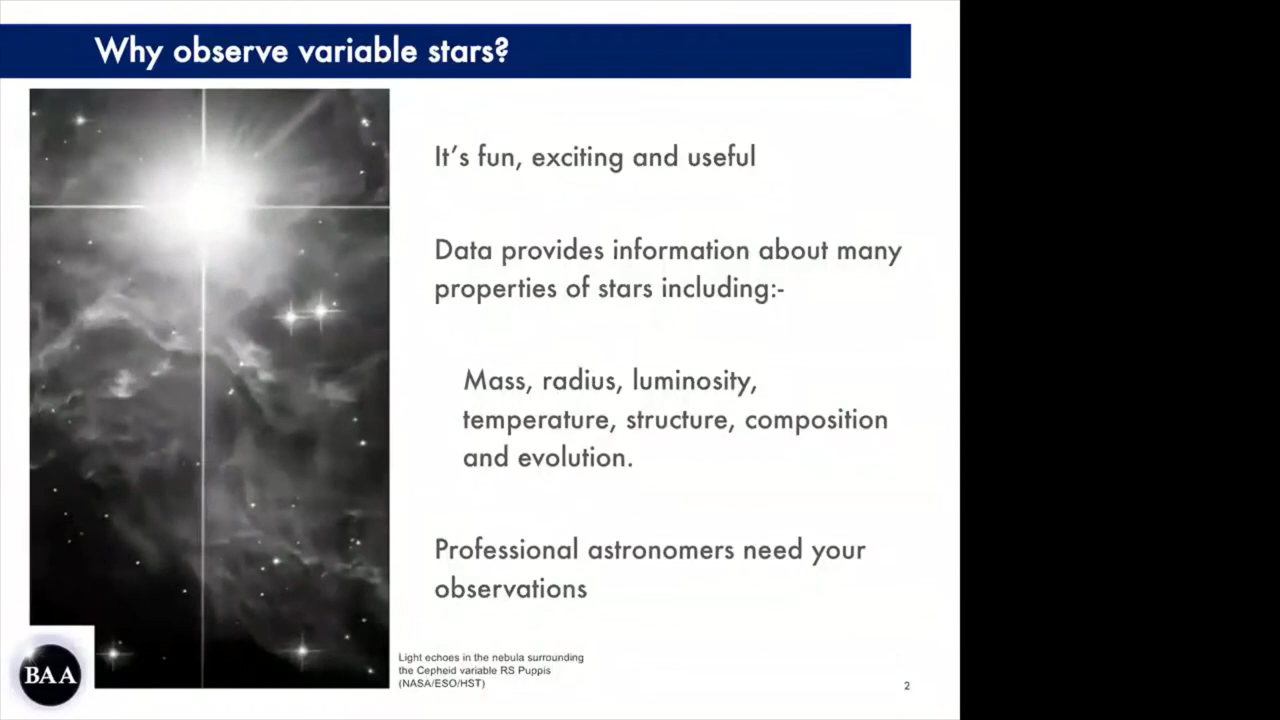 Why observe variable stars?
It's fun, exciting and useful
Data provides information about many
properties of stars including:-
Mass, radius, luminosity,
temperature, structure, composition
and evolution.
Professional astronomers need your
observations
Light echoes in the nebula surrounding
the Cepheid variable RS Puppis
(NASA/ESO/HST)
BAA
2